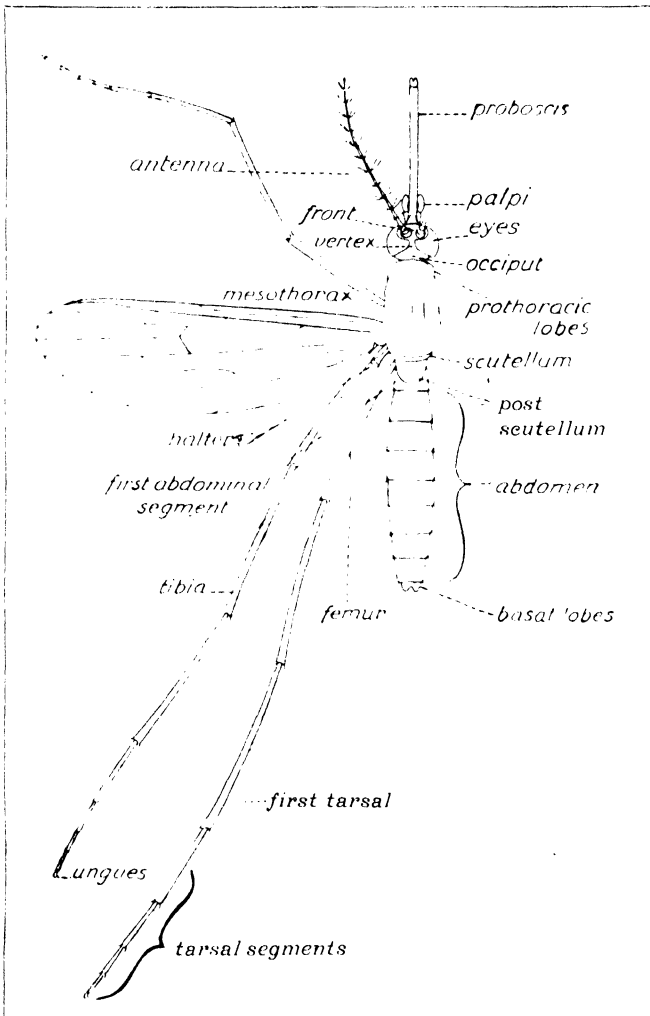 proboscis
antenna
palpi
front
eyes
vertex
occiput
mesothorax
prothoracic
lobes
scutellum
post
scutellum
halters
first abdominal
segment
abdomen
tibia
femur
basal lobes
first tarsal
ungues
tarsal segments